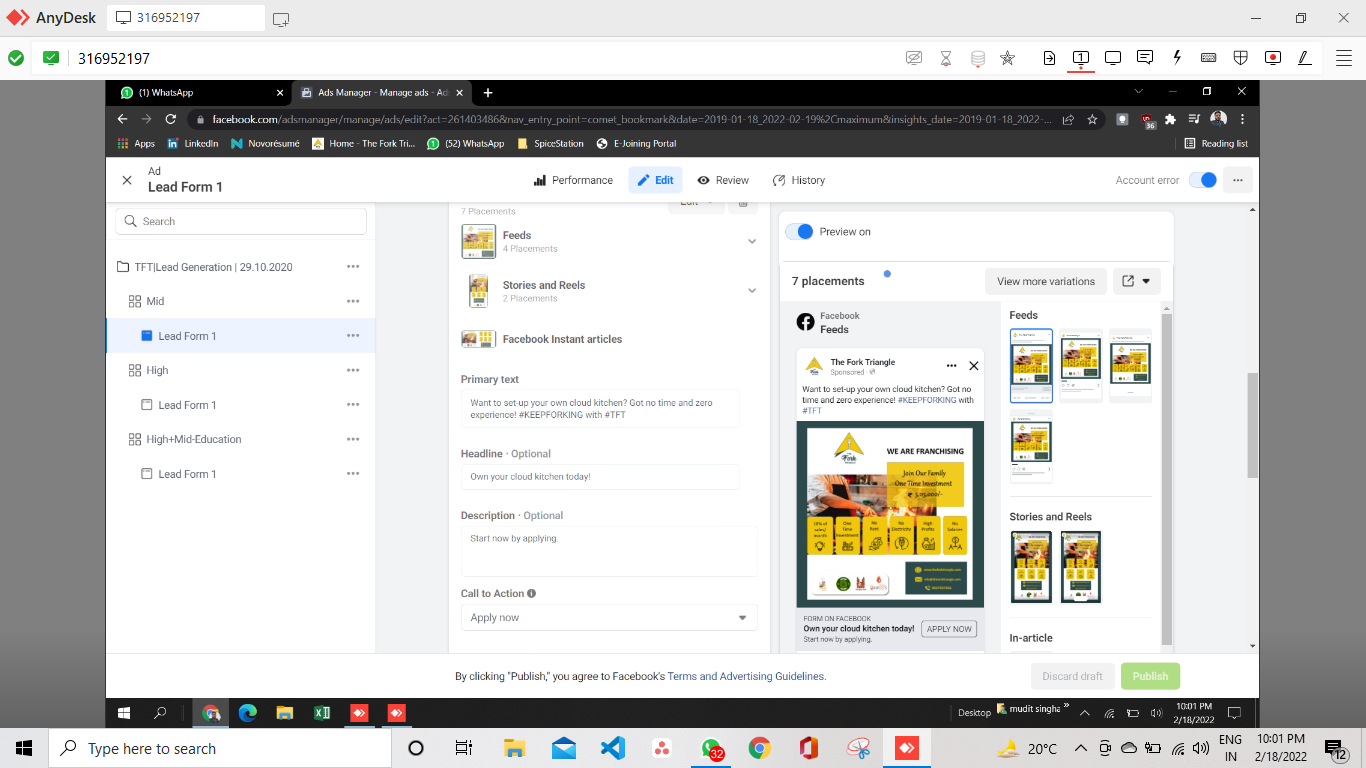 AnyDesk
316952197
316952197
(1) WhatsApp
Ads Manager - Manage ads - Ad
facebook.com/adsmanager/manage/ads/edit?act=261403486&nav_entry_point=comet_bookmark&date=2019-01-18_2022-02-19%2Cmaximum&insights_date=2019-01-18_2022-...
36
Apps
LinkedIn
Novorésumé
Home - The Fork Tri...
(52) WhatsApp
SpiceStation
E-Joining Portal
Reading list
Ad
Lead Form 1
Performance
Edit
Review
History
Account error
Search
TFT|Lead Generation | 29.10.2020
Mid
Lead Form 1
High
Lead Form 1
High+Mid-Education
Lead Form 1
7 Placements
Edit
Feeds
4 Placements
Stories and Reels
2 Placements
Facebook Instant articles
Primary text
Want to set-up your own cloud kitchen? Got no time and zero
experience! #KEEPFORKING with #TFT
Headline · Optional
Own your cloud kitchen today!
Description · Optional
Start now by applying.
Call to Action
Apply now
Preview on
7 placements
View more variations
Facebook
Feeds
The Fork Triangle
Sponsored ·
Want to set-up your own cloud kitchen? Got no
time and zero experience! #KEEPFORKING with
#TFT
Fork
WE ARE FRANCHISING
Join Our Family
One Time Investment
₹ 5,25,000/-
One
Time
Investment
No
Rent
No
Electricity
High
Profits
No
Salaries
FORM ON FACEBOOK
Own your cloud kitchen today!
Start now by applying.
APPLY NOW
Feeds
Stories and Reels
In-article
By clicking "Publish," you agree to Facebook's Terms and Advertising Guidelines.
Discard draft
Publish
Desktop
mudit singha
10:01 PM
2/18/2022
Type here to search
32
20°C
ENG
IN
10:01 PM
2/18/2022
12